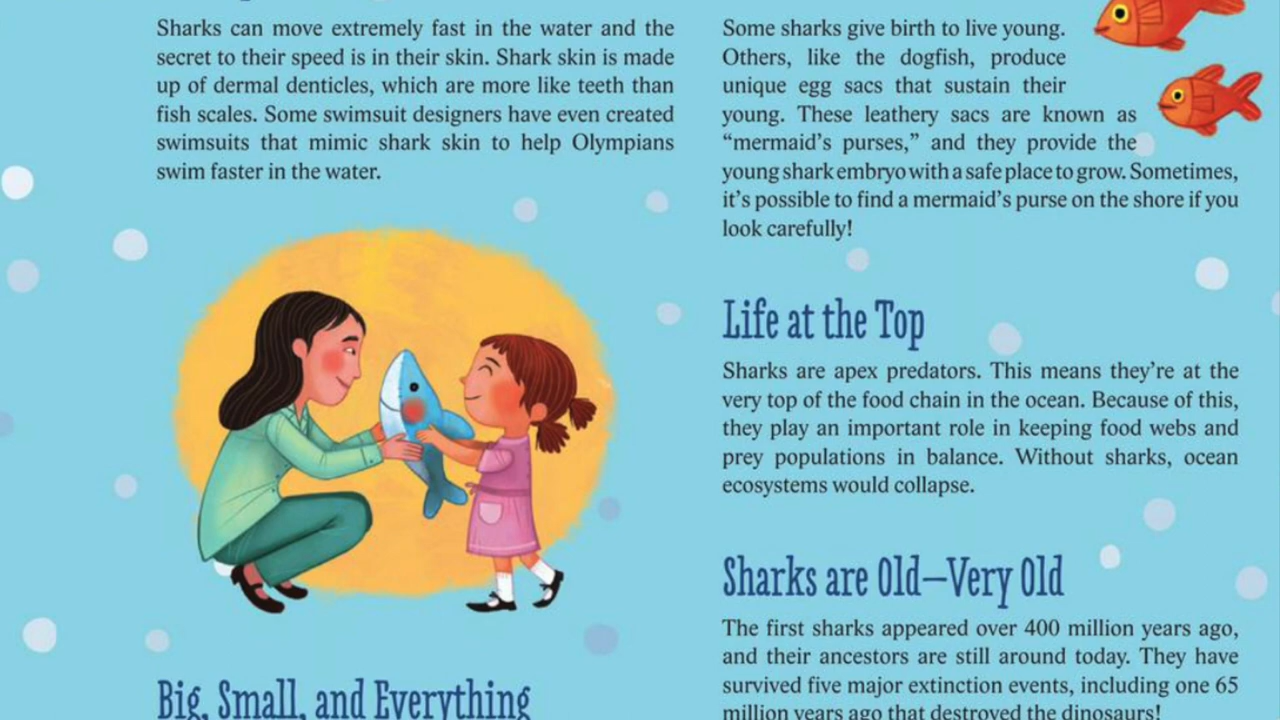 Sharks can move extremely fast in the water and the
secret to their speed is in their skin. Shark skin is made
up of dermal denticles, which are more like teeth than
fish scales. Some swimsuit designers have even created
swimsuits that mimic shark skin to help Olympians
swim faster in the water.
Big, Small, and Everything
Some sharks give birth to live young.
Others, like the dogfish, produce
unique egg sacs that sustain their
young. These leathery sacs are known as
“mermaid’s purses,” and they provide the
young shark embryo with a safe place to grow. Sometimes,
it’s possible to find a mermaid’s purse on the shore if you
look carefully!
Life at the Top
Sharks are apex predators. This means they’re at the
very top of the food chain in the ocean. Because of this,
they play an important role in keeping food webs and
prey populations in balance. Without sharks, ocean
ecosystems would collapse.
Sharks are Old—Very Old
The first sharks appeared over 400 million years ago,
and their ancestors are still around today. They have
survived five major extinction events, including one 65
million years ago that destroyed the dinosaurs!